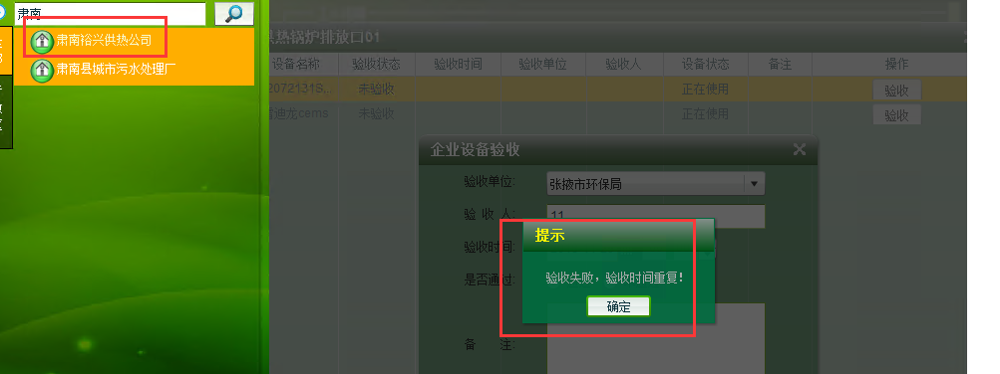 肃南
肃南裕兴供热公司
肃南县城市污水处理厂
供热锅炉排放口01
设备名称 验收状态 验收时间 验收单位 验收人 设备状态 备注 操作
2072131S... 未验收 正在使用 验收
迪龙cems 未验收 正在使用 验收
企业设备验收
验收单位: 张掖市环保局
验 收 人: 11
提示
验收时间:
验收失败，验收时间重复!
是否通过:
确定
备 注: